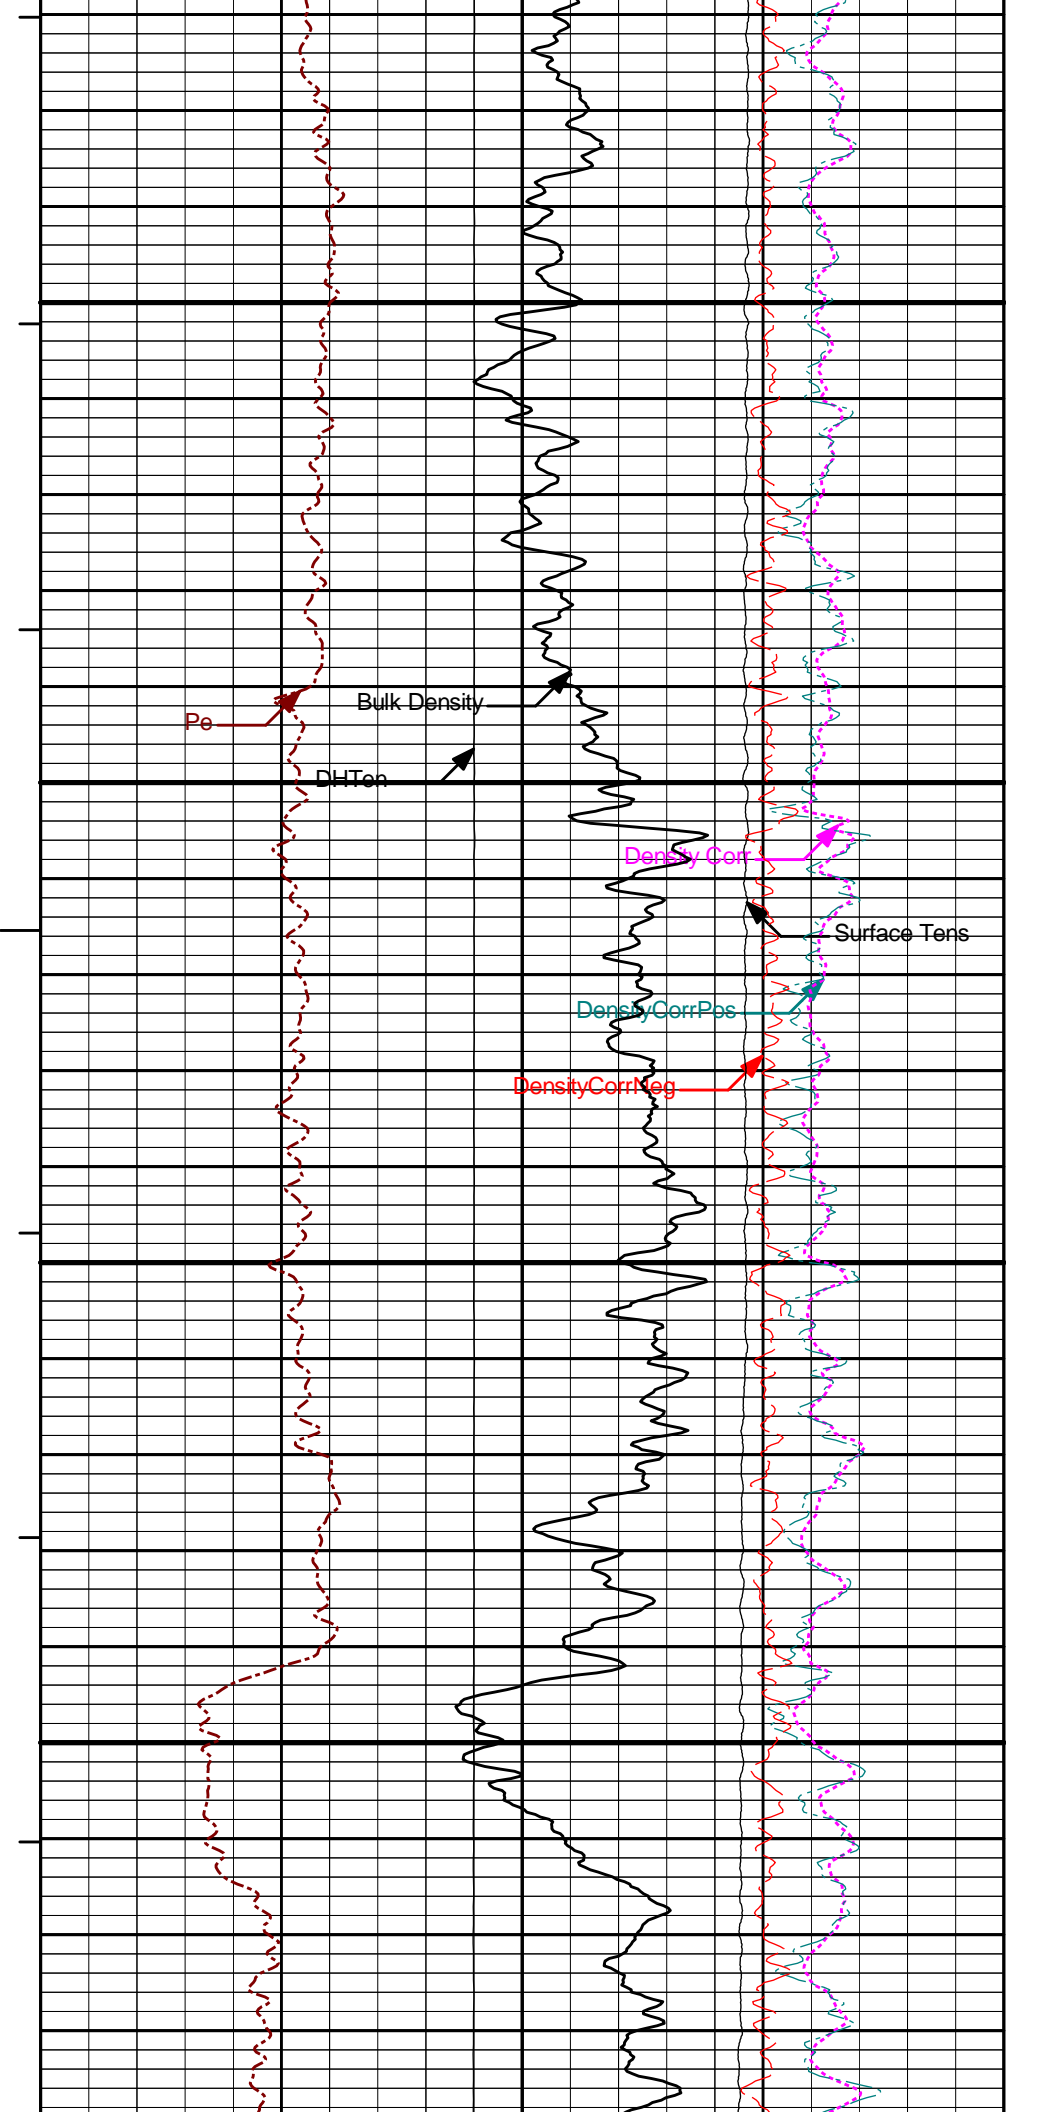 Bulk Density
Pe
DHTen
Density Corr
Surface Tens
DensityCorrPos
DensityCorrNeg